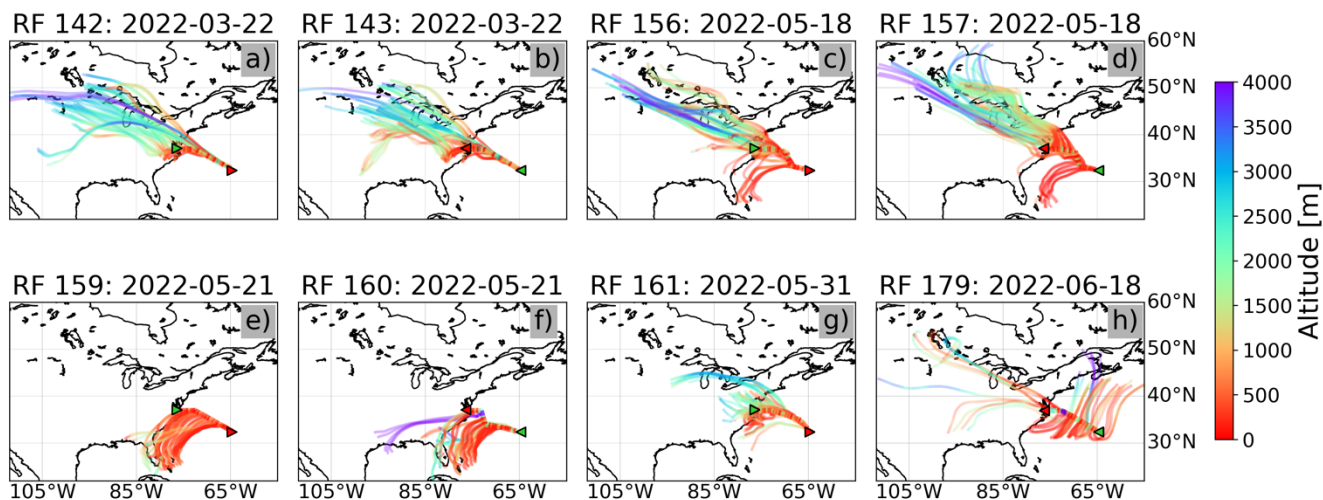 RF 142: 2022-03-22
RF 143: 2022-03-22
RF 156: 2022-05-18
RF 157: 2022-05-18
a)
b)
c)
d)
60°N
50°N
40°N
30°N
RF 159: 2022-05-21
RF 160: 2022-05-21
RF 161: 2022-05-31
RF 179: 2022-06-18
e)
f)
g)
h)
60°N
50°N
40°N
30°N
105°W
85°W
65°W
105°W
85°W
65°W
105°W
85°W
65°W
105°W
85°W
65°W
4000
3500
3000
2500
2000
1500
1000
500
0
Altitude [m]